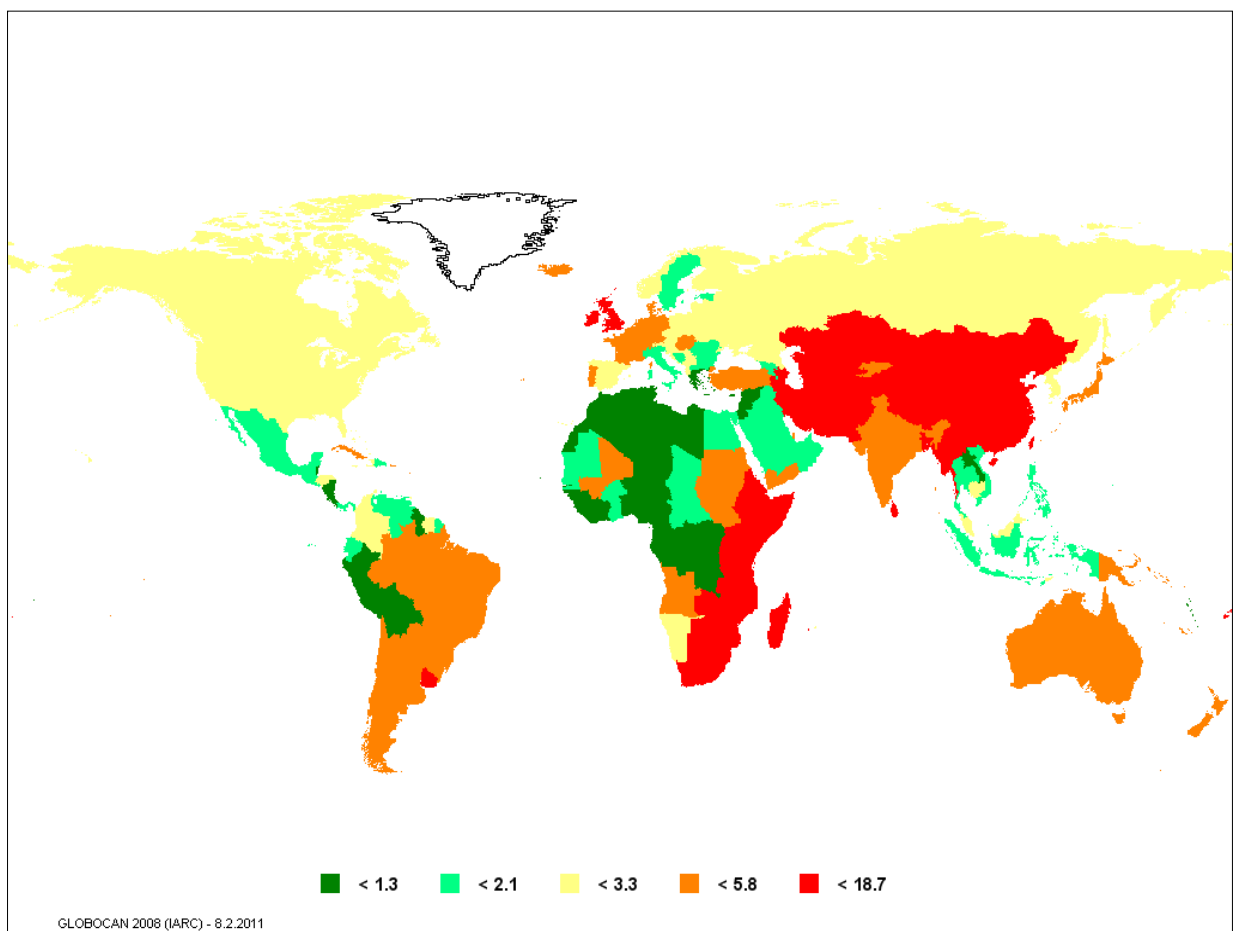 < 1.3 < 2.1 < 3.3 < 5.8 < 18.7
GLOBOCAN 2008 (IARC) - 8.2.2011